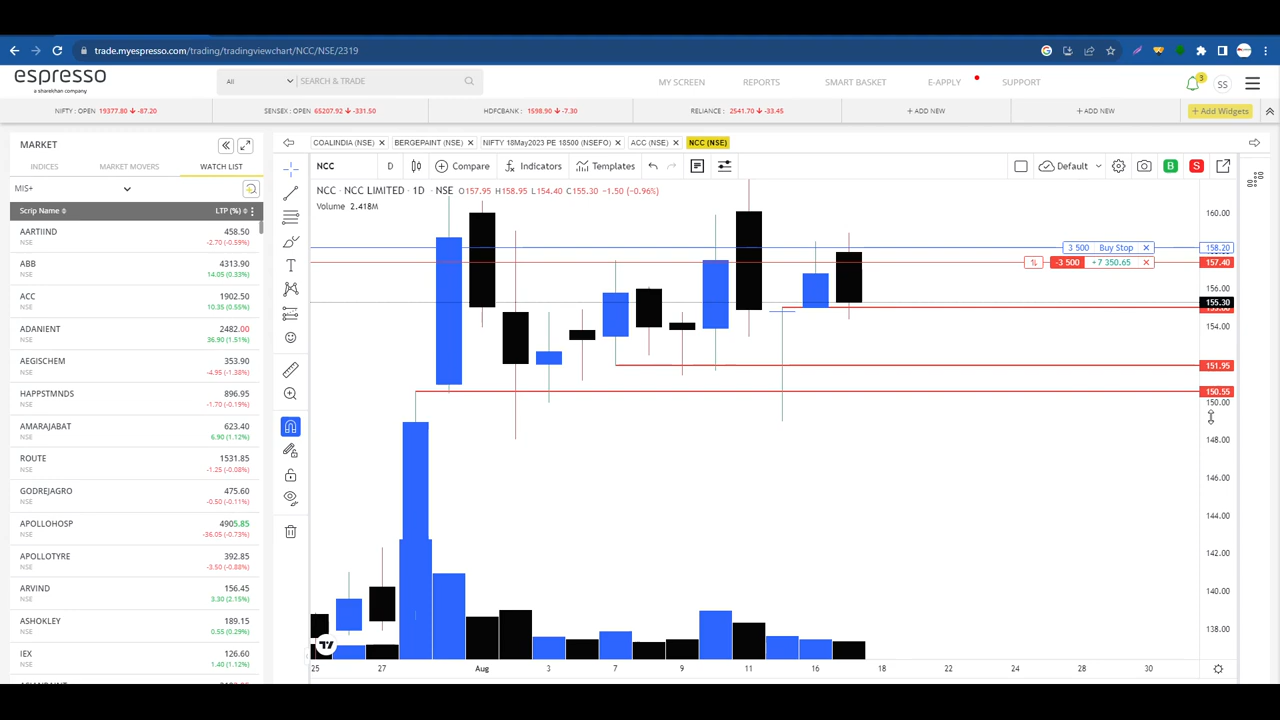 trade.myespresso.com/trading/tradingviewchart/NCC/NSE/2319
espresso
a sharekhan company
All
SEARCH & TRADE
MY SCREEN
REPORTS
SMART BASKET
E-APPLY
SUPPORT
3
SS
NIFTY : OPEN 19377.80 -87.20
SENSEX : OPEN 65207.92 -331.50
HDFCBANK : 1598.90 -7.30
RELIANCE : 2541.70 -33.45
+ ADD NEW
+ ADD NEW
+ Add Widgets
MARKET
INDICES
MARKET MOVERS
WATCH LIST
MIS+
Script Name
LTP (%)
AARTIIND 458.50
NSE -2.70 (-0.59%)
ABB 4313.90
NSE 14.05 (0.33%)
ACC 1902.50
NSE 10.35 (0.55%)
ADANIENT 2482.00
NSE 36.90 (1.51%)
AEGISCHEM 353.90
NSE -4.95 (-1.38%)
HAPPSTMNDS 896.95
NSE -1.70 (-0.19%)
AMARAJABAT 623.40
NSE 6.90 (1.12%)
ROUTE 1531.85
NSE -1.25 (-0.08%)
GODREJAGRO 475.60
NSE -0.50 (-0.11%)
APOLLOHOSP 4905.85
NSE -36.05 (-0.73%)
APOLLOTYRE 392.85
NSE -3.50 (-0.88%)
ARVIND 156.45
NSE 3.30 (2.15%)
ASHOKLEY 189.15
NSE 0.55 (0.29%)
IEX 126.60
NSE 1.40 (1.12%)
COALINDIA (NSE)
BERGEPAINT (NSE)
NIFTY 18May2023 PE 18500 (NSEFO)
ACC (NSE)
NCC (NSE)
NCC
D
Compare
Indicators
Templates
Default
B
S
NCC · NCC LIMITED · 1D · NSE O157.95 H158.95 L154.40 C155.30 −1.50 (−0.96%)
Volume 2.418M
3 500 Buy Stop
-3 500 +7 350.65
160.00
158.20
157.40
156.00
155.30
154.00
151.95
150.55
150.00
148.00
146.00
144.00
142.00
140.00
138.00
25 27 Aug 3 7 9 11 16 18 22 24 28 30